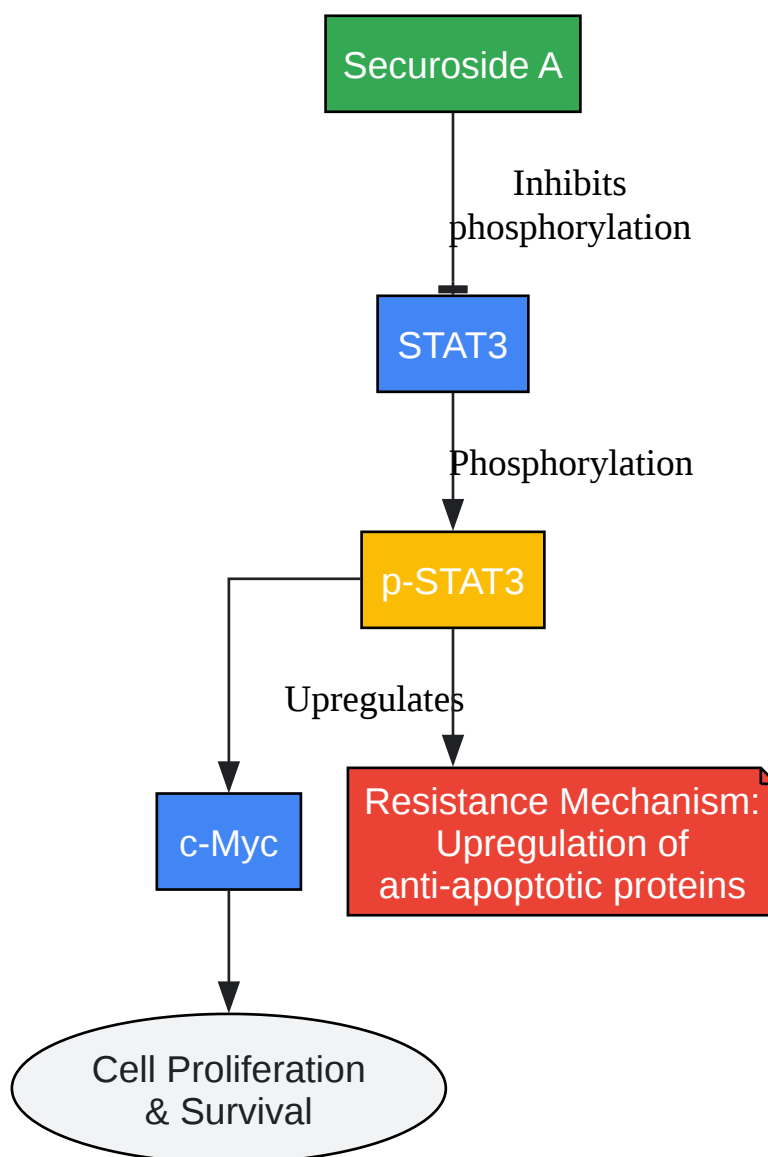 Securoside A
Inhibits
phosphorylation
STAT3
Phosphorylation
p-STAT3
Upregulates
c-Myc
Resistance Mechanism:
Upregulation of
anti-apoptotic proteins
Cell Proliferation
& Survival